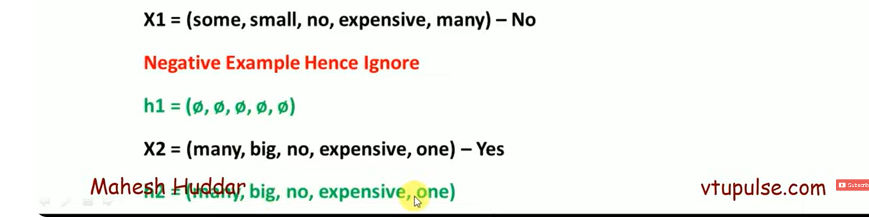 X1 = (some, small, no, expensive, many) – No
Negative Example Hence Ignore
h1 = (ø, ø, ø, ø, ø)
X2 = (many, big, no, expensive, one) – Yes
h2 = (many, big, no, expensive, one)
Mahesh Huddar
vtupulse.com